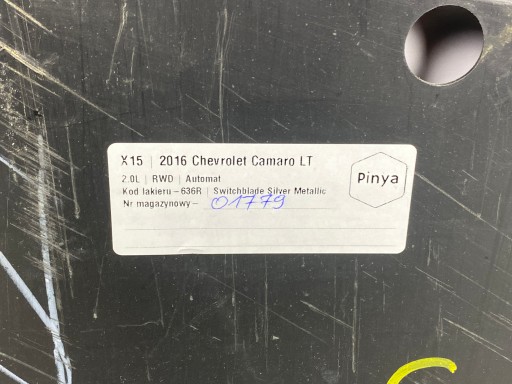 X15 | 2016 Chevrolet Camaro LT
2.0L | RWD | Automat
Kod lakieru – 636R | Switchblade Silver Metallic
Nr magazynowy – 01779
Pinya